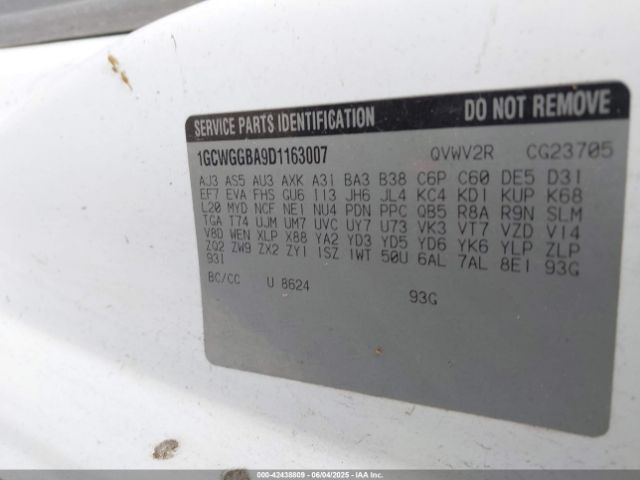 SERVICE PARTS IDENTIFICATION DO NOT REMOVE
1GCWGGBA9D1163007 QVWV2R CG23705
AJ3 AS5 AU3 AXK A31 BA3 B38 C6P C60 DE5 D31
EF7 EVA FHS GU6 I13 JH6 JL4 KC4 KD1 KUP K68
L20 MYD NCF NE1 NU4 PDN PPC QB5 R8A R9N SLM
TGA T74 UJM UM7 UVC UY7 U73 VK3 VT7 VZD V14
V8D WEN XLP X88 YA2 YD3 YD5 YD6 YK6 YLP ZLP
ZQ2 ZW9 ZX2 ZY1 1SZ 1WT 50U 6AL 7AL 8E1 93G
93I
BC/CC U 8624 93G
000-42438809 - 06/04/2025 - IAAI, Inc.